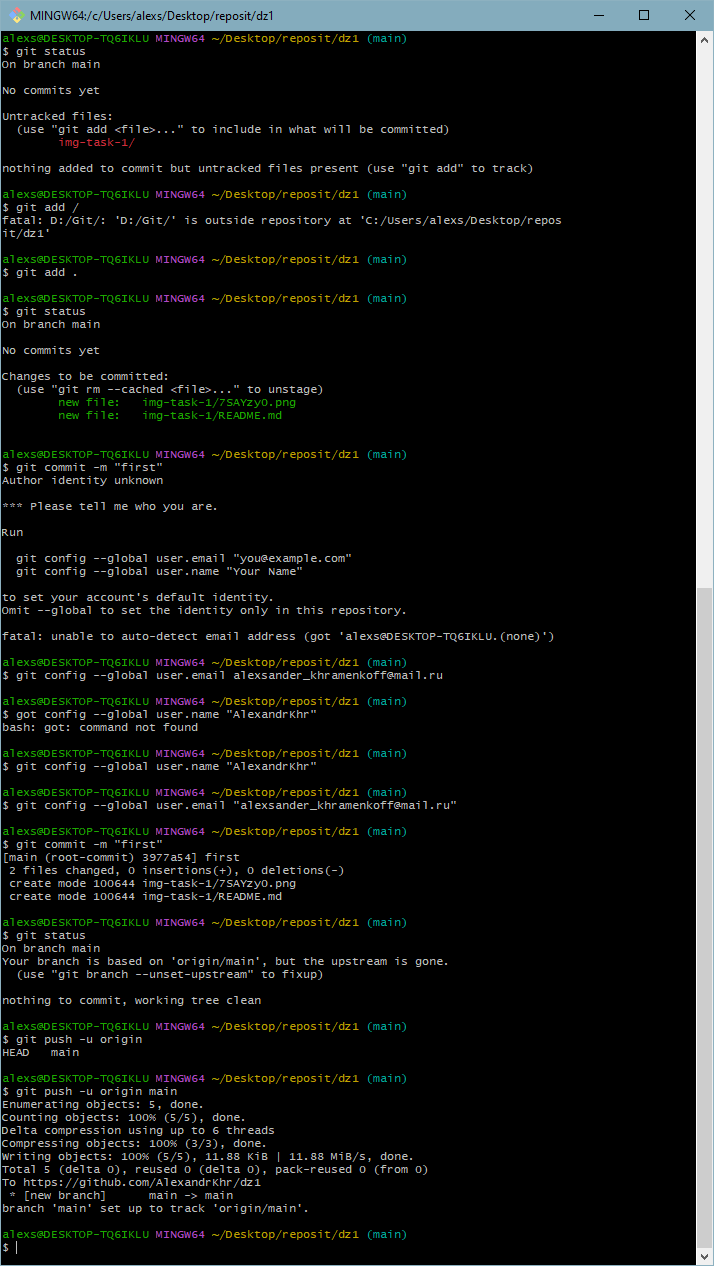 MINGW64:/c/Users/alexs/Desktop/reposit/dz1
alexs@DESKTOP-TQ6IKLU MINGW64 ~/Desktop/reposit/dz1 (main)
$ git status
On branch main
No commits yet
Untracked files:
  (use "git add <file>..." to include in what will be committed)
        img-task-1/
nothing added to commit but untracked files present (use "git add" to track)
alexs@DESKTOP-TQ6IKLU MINGW64 ~/Desktop/reposit/dz1 (main)
$ git add /
fatal: D:/Git/: 'D:/Git/' is outside repository at 'C:/Users/alexs/Desktop/repos
it/dz1'
alexs@DESKTOP-TQ6IKLU MINGW64 ~/Desktop/reposit/dz1 (main)
$ git add .
alexs@DESKTOP-TQ6IKLU MINGW64 ~/Desktop/reposit/dz1 (main)
$ git status
On branch main
No commits yet
Changes to be committed:
  (use "git rm --cached <file>..." to unstage)
        new file:   img-task-1/7SAYzyO.png
        new file:   img-task-1/README.md
alexs@DESKTOP-TQ6IKLU MINGW64 ~/Desktop/reposit/dz1 (main)
$ git commit -m "first"
Author identity unknown
*** Please tell me who you are.
Run
  git config --global user.email "you@example.com"
  git config --global user.name "Your Name"
to set your account's default identity.
Omit --global to set the identity only in this repository.
fatal: unable to auto-detect email address (got 'alexs@DESKTOP-TQ6IKLU.(none)')
alexs@DESKTOP-TQ6IKLU MINGW64 ~/Desktop/reposit/dz1 (main)
$ git config --global user.email alexsander_khramenkoff@mail.ru
alexs@DESKTOP-TQ6IKLU MINGW64 ~/Desktop/reposit/dz1 (main)
$ got config --global user.name "AlexandrKhr"
bash: got: command not found
alexs@DESKTOP-TQ6IKLU MINGW64 ~/Desktop/reposit/dz1 (main)
$ git config --global user.name "AlexandrKhr"
alexs@DESKTOP-TQ6IKLU MINGW64 ~/Desktop/reposit/dz1 (main)
$ git config --global user.email "alexsander_khramenkoff@mail.ru"
alexs@DESKTOP-TQ6IKLU MINGW64 ~/Desktop/reposit/dz1 (main)
$ git commit -m "first"
[main (root-commit) 3977a54] first
 2 files changed, 0 insertions(+), 0 deletions(-)
 create mode 100644 img-task-1/7SAYzyO.png
 create mode 100644 img-task-1/README.md
alexs@DESKTOP-TQ6IKLU MINGW64 ~/Desktop/reposit/dz1 (main)
$ git status
On branch main
Your branch is based on 'origin/main', but the upstream is gone.
  (use "git branch --unset-upstream" to fixup)
nothing to commit, working tree clean
alexs@DESKTOP-TQ6IKLU MINGW64 ~/Desktop/reposit/dz1 (main)
$ git push -u origin
HEAD   main
alexs@DESKTOP-TQ6IKLU MINGW64 ~/Desktop/reposit/dz1 (main)
$ git push -u origin main
Enumerating objects: 5, done.
Counting objects: 100% (5/5), done.
Delta compression using up to 6 threads
Compressing objects: 100% (3/3), done.
Writing objects: 100% (5/5), 11.88 KiB | 11.88 MiB/s, done.
Total 5 (delta 0), reused 0 (delta 0), pack-reused 0 (from 0)
To https://github.com/AlexandrKhr/dz1
 * [new branch]      main -> main
branch 'main' set up to track 'origin/main'.
alexs@DESKTOP-TQ6IKLU MINGW64 ~/Desktop/reposit/dz1 (main)
$